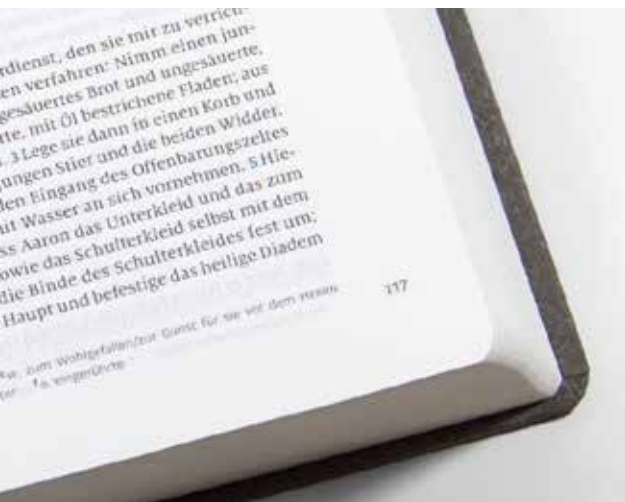 rdienst, den sie mir zu verrich-
en verfahren: Nimm einen jun-
gesäuertes Brot und ungesäuerte,
rte, mit Öl bestrichene Fladen; aus
. 3 Lege sie dann in einen Korb und
jungen Stier und die beiden Widder.
den Eingang des Offenbarungszeltes
mit Wasser an sich vornehmen. 5 Hie-
ss Aaron das Unterkleid und das zum
owie das Schulterkleid selbst mit dem
die Binde des Schulterkleides fest um;
Haupt und befestige das heilige Diadem
zum Wohlgefallen/zur Gunst für sie vor dem HERRN
eingerührte.
117